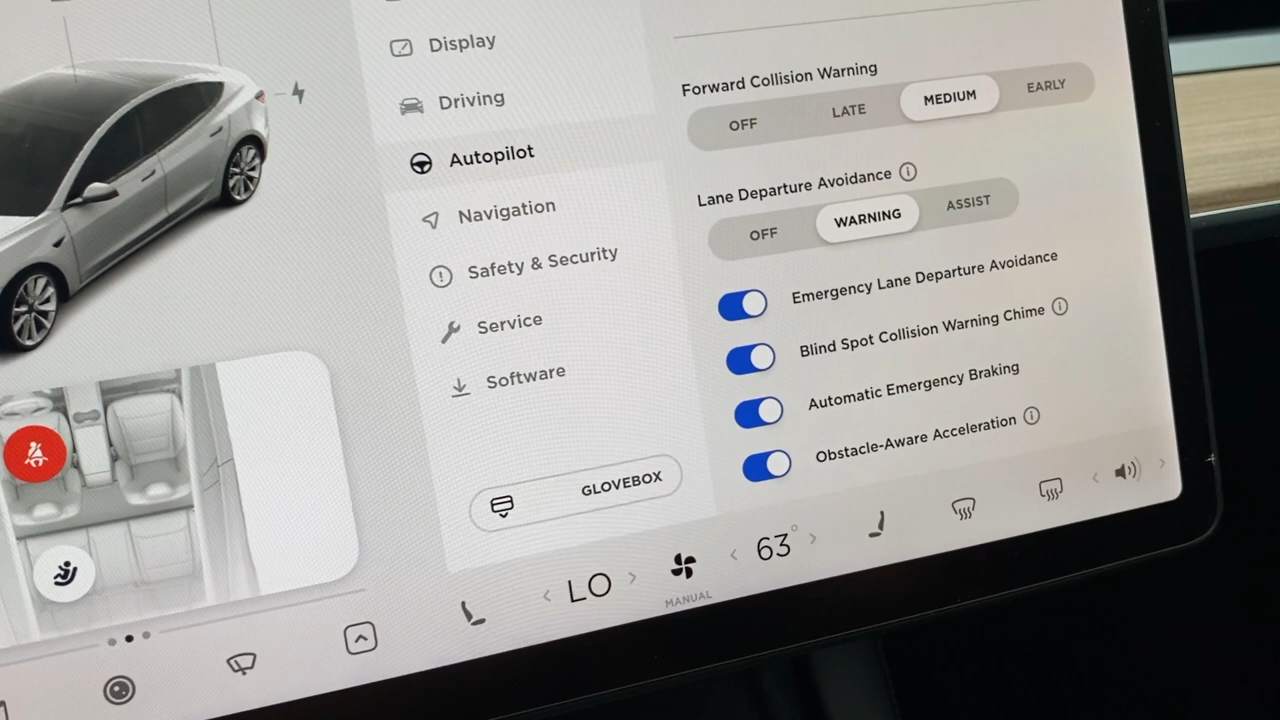 Display
Driving
Autopilot
Navigation
Safety & Security
Service
Software
GLOVEBOX
Forward Collision Warning
OFF LATE MEDIUM EARLY
Lane Departure Avoidance
OFF WARNING ASSIST
Emergency Lane Departure Avoidance
Blind Spot Collision Warning Chime
Automatic Emergency Braking
Obstacle-Aware Acceleration
LO
MANUAL
63°